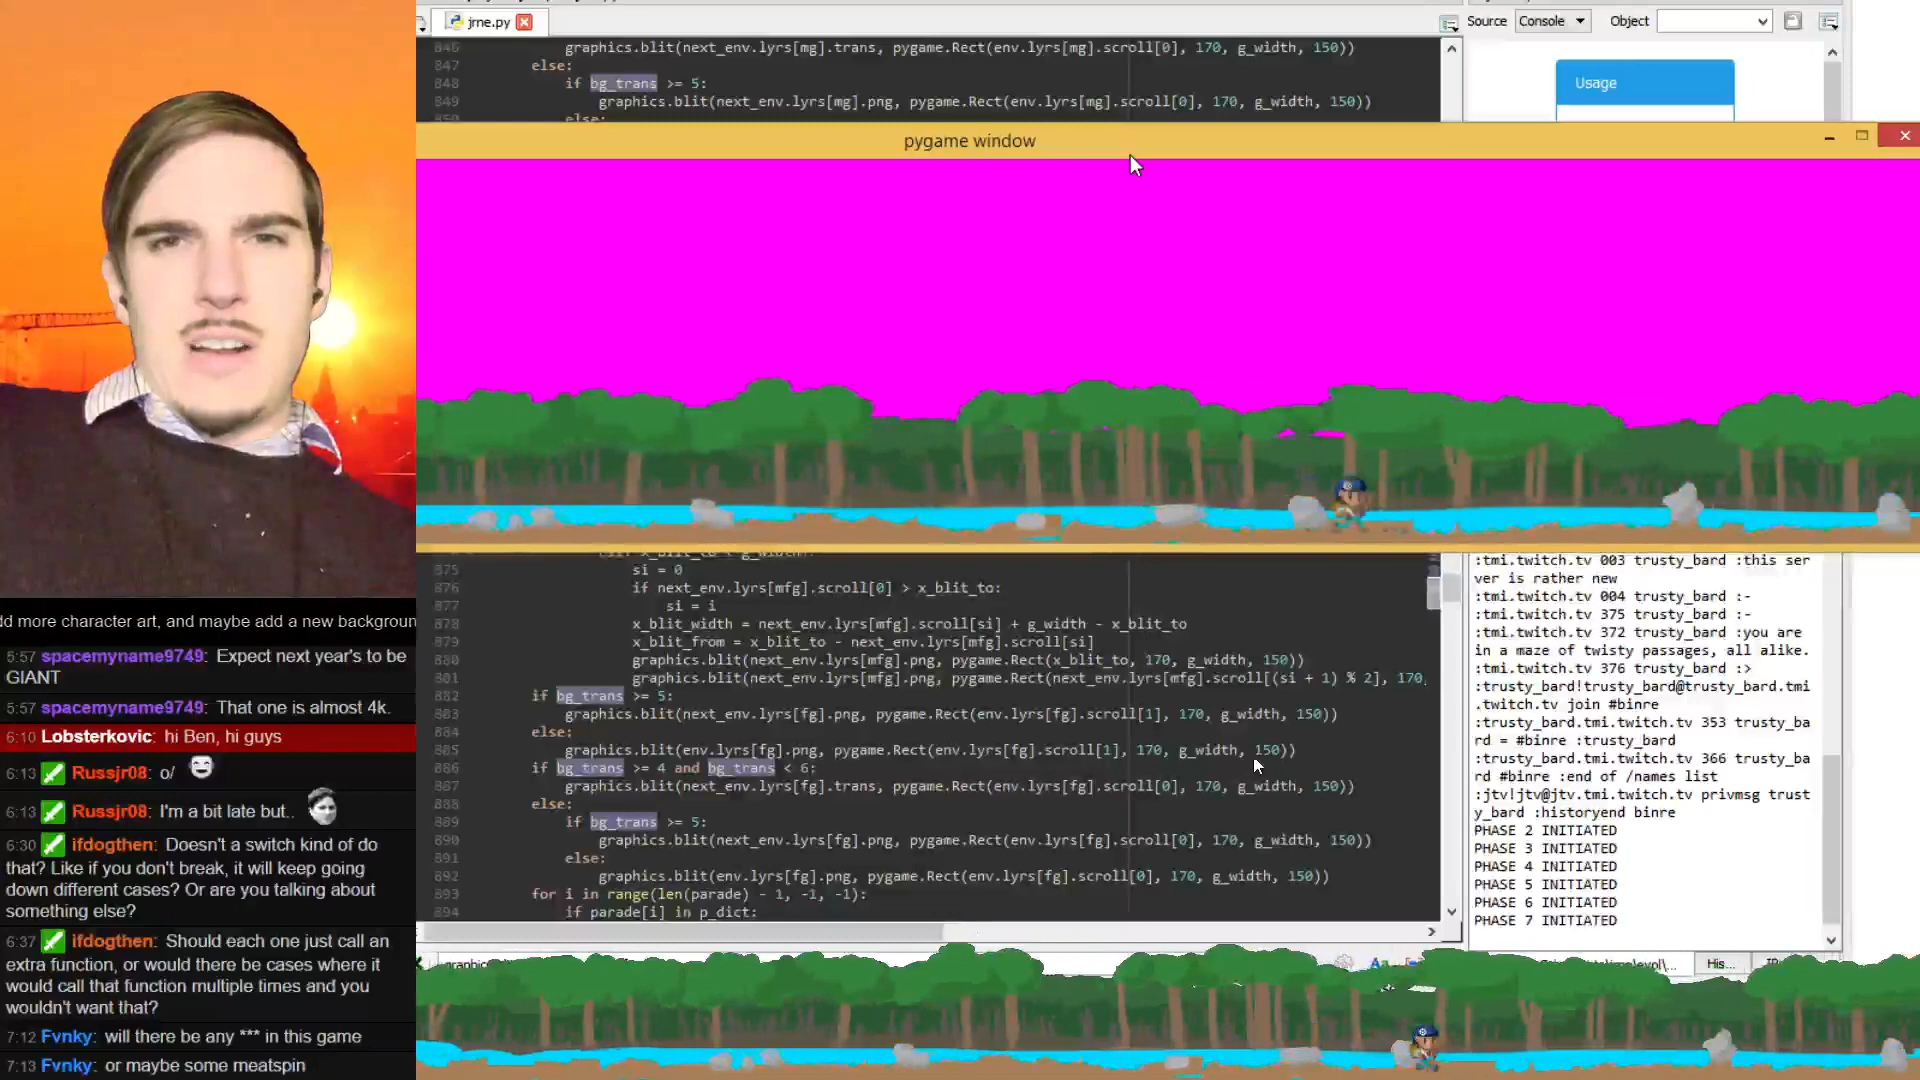 jrne.py
Source Console Object
846 graphics.blit(next_env.lyrs[mg].trans, pygame.Rect(env.lyrs[mg].scroll[0], 170, g_width, 150))
847 else:
848 if bg_trans >= 5:
849 graphics.blit(next_env.lyrs[mg].png, pygame.Rect(env.lyrs[mg].scroll[0], 170, g_width, 150))
850 else:
Usage
pygame window
875 si = 0
876 if next_env.lyrs[mfg].scroll[0] > x_blit_to:
877 si = i
878 x_blit_width = next_env.lyrs[mfg].scroll[si] + g_width - x_blit_to
879 x_blit_from = x_blit_to - next_env.lyrs[mfg].scroll[si]
880 graphics.blit(next_env.lyrs[mfg].png, pygame.Rect(x_blit_to, 170, g_width, 150))
881 graphics.blit(next_env.lyrs[mfg].png, pygame.Rect(next_env.lyrs[mfg].scroll[(si + 1) % 2], 170,
882 if bg_trans >= 5:
883 graphics.blit(next_env.lyrs[fg].png, pygame.Rect(env.lyrs[fg].scroll[1], 170, g_width, 150))
884 else:
885 graphics.blit(env.lyrs[fg].png, pygame.Rect(env.lyrs[fg].scroll[1], 170, g_width, 150))
886 if bg_trans >= 4 and bg_trans < 6:
887 graphics.blit(next_env.lyrs[fg].trans, pygame.Rect(env.lyrs[fg].scroll[0], 170, g_width, 150))
888 else:
889 if bg_trans >= 5:
890 graphics.blit(next_env.lyrs[fg].png, pygame.Rect(env.lyrs[fg].scroll[0], 170, g_width, 150))
891 else:
892 graphics.blit(env.lyrs[fg].png, pygame.Rect(env.lyrs[fg].scroll[0], 170, g_width, 150))
893 for i in range(len(parade) - 1, -1, -1):
894 if parade[i] in p_dict:
:tmi.twitch.tv 003 trusty_bard :this ser
ver is rather new
:tmi.twitch.tv 004 trusty_bard :-
:tmi.twitch.tv 375 trusty_bard :-
:tmi.twitch.tv 372 trusty_bard :you are
in a maze of twisty passages, all alike.
:tmi.twitch.tv 376 trusty_bard :>
:trusty_bard!trusty_bard@trusty_bard.tmi
.twitch.tv join #binre
:trusty_bard.tmi.twitch.tv 353 trusty_ba
rd = #binre :trusty_bard
:trusty_bard.tmi.twitch.tv 366 trusty_ba
rd #binre :end of /names list
:jtv!jtv@jtv.tmi.twitch.tv privmsg trust
y_bard :historyend binre
PHASE 2 INITIATED
PHASE 3 INITIATED
PHASE 4 INITIATED
PHASE 5 INITIATED
PHASE 6 INITIATED
PHASE 7 INITIATED
His...
dd more character art, and maybe add a new backgroun
5:57 spacemyname9749: Expect next year's to be
GIANT
5:57 spacemyname9749: That one is almost 4k.
6:10 Lobsterkovic: hi Ben, hi guys
6:13 Russjr08: o/
6:13 Russjr08: I'm a bit late but..
6:30 ifdogthen: Doesn't a switch kind of do
that? Like if you don't break, it will keep going
down different cases? Or are you talking about
something else?
6:37 ifdogthen: Should each one just call an
extra function, or would there be cases where it
would call that function multiple times and you
wouldn't want that?
7:12 Fvnky: will there be any *** in this game
7:13 Fvnky: or maybe some meatspin